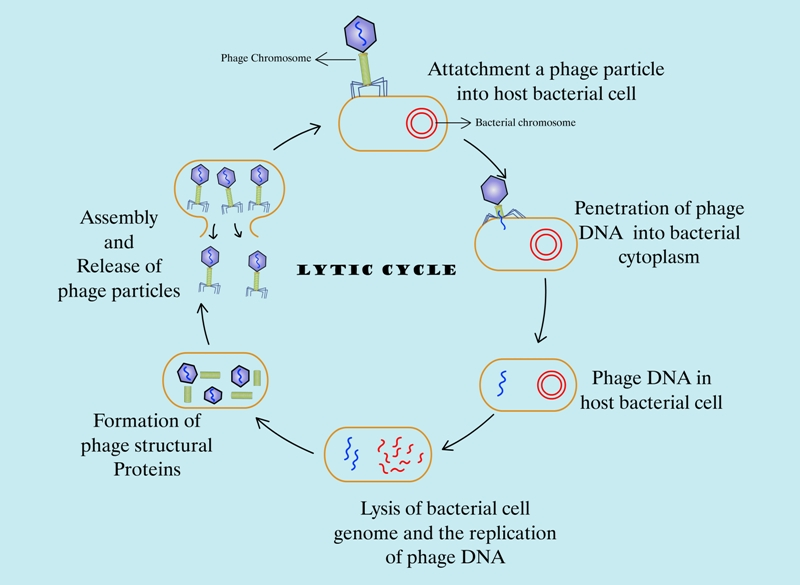 Phage Chromosome
Attatchment a phage particle
into host bacterial cell
Bacterial chromosome
Penetration of phage
DNA into bacterial
cytoplasm
Phage DNA in
host bacterial cell
Lysis of bacterial cell
genome and the replication
of phage DNA
Formation of
phage structural
Proteins
Assembly
and
Release of
phage particles
LYTIC CYCLE